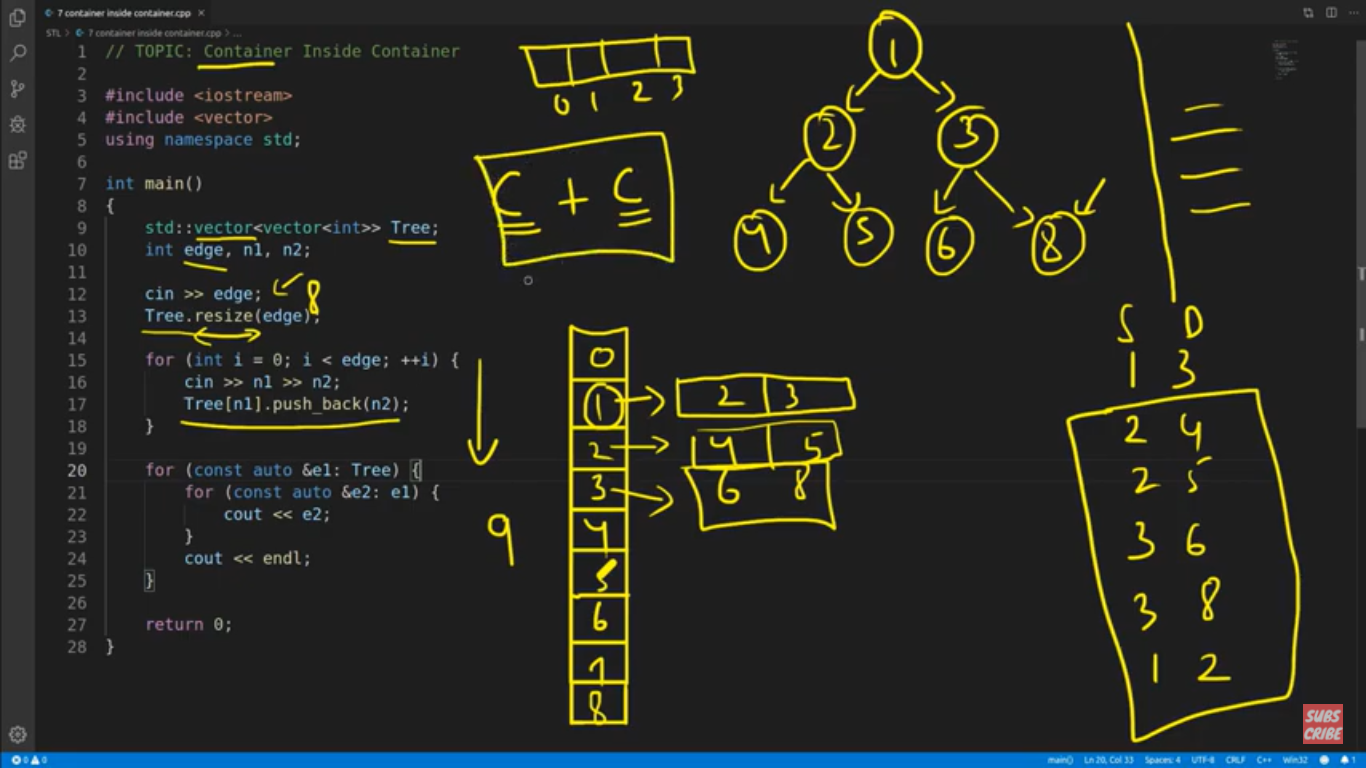 7 container inside container.cpp ×
STL > 7 container inside container.cpp > ...
1 // TOPIC: Container Inside Container
2
3 #include <iostream>
4 #include <vector>
5 using namespace std;
6
7 int main()
8 {
9 std::vector<vector<int>> Tree;
10 int edge, n1, n2;
11
12 cin >> edge;
13 Tree.resize(edge);
14
15 for (int i = 0; i < edge; ++i) {
16 cin >> n1 >> n2;
17 Tree[n1].push_back(n2);
18 }
19
20 for (const auto &e1: Tree) {
21 for (const auto &e2: e1) {
22 cout << e2;
23 }
24 cout << endl;
25 }
26
27 return 0;
28 }
8
9
0 1 2 3
C + C
1
2 3
4 5 6 8
0
1 2 3
2 4 5
3 6 8
4
5
6
7
8
S D
1 3
2 4
2 5
3 6
3 8
1 2
SUBS
CRIBE
0 0 main() Ln 20, Col 33 Spaces: 4 UTF-8 CRLF C++ Win32 1